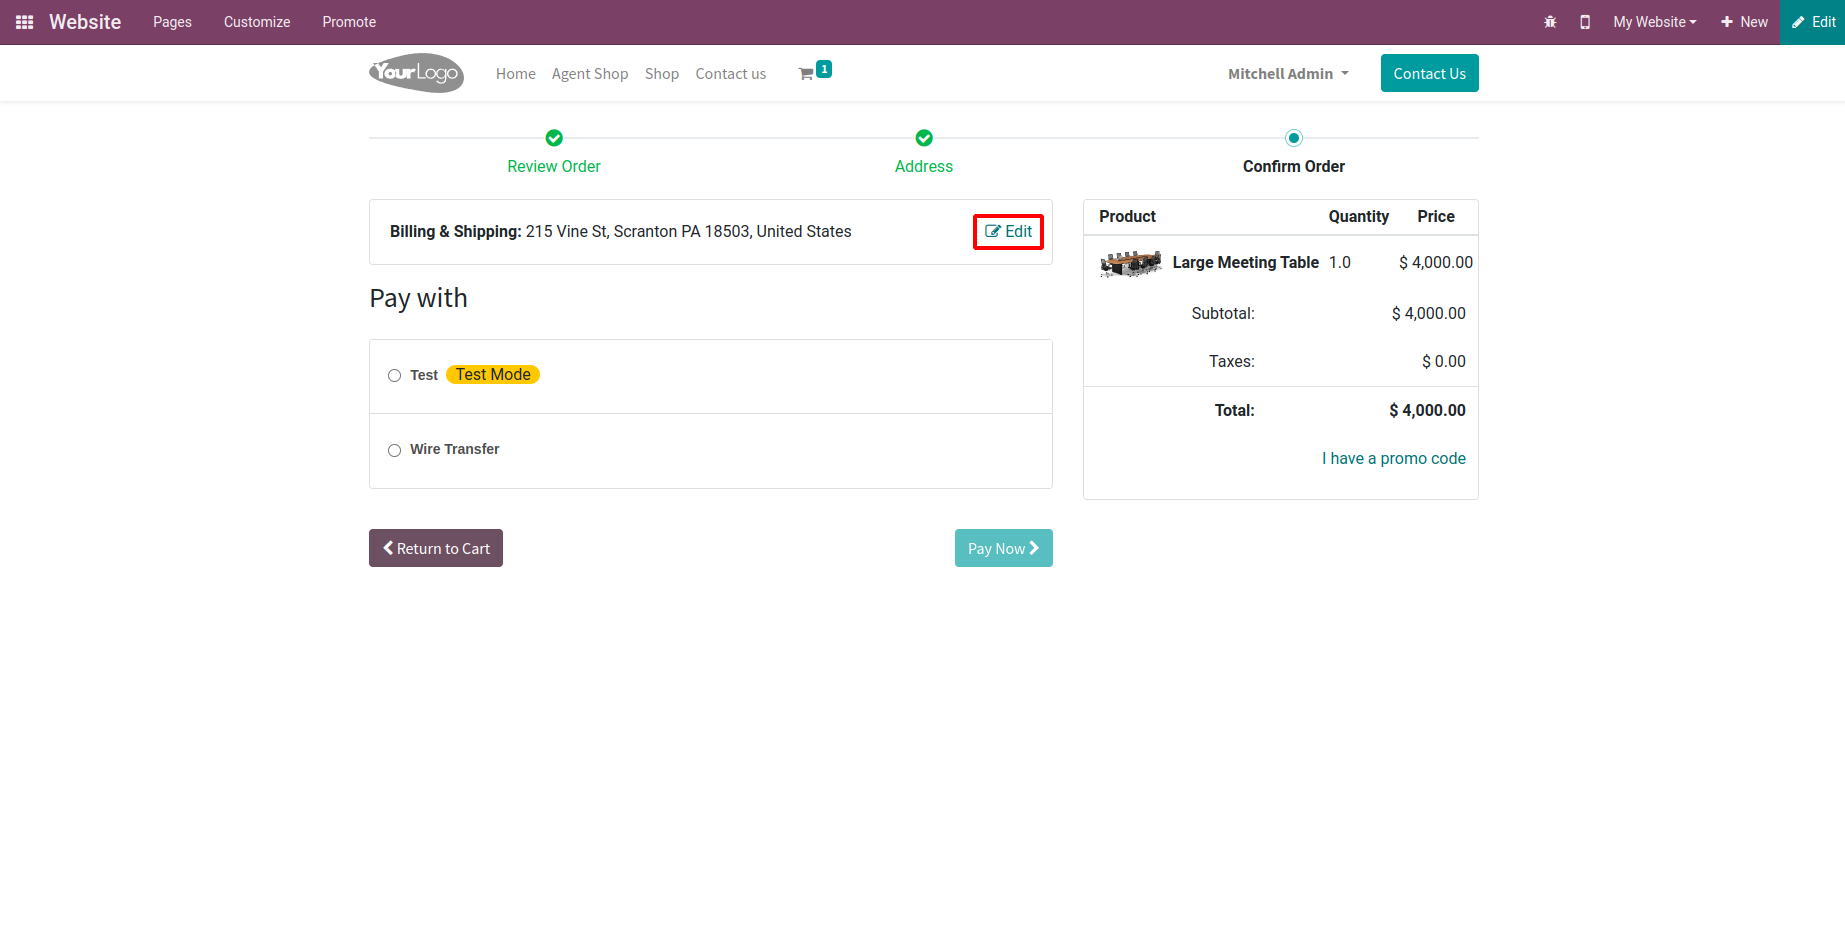 Website Pages Customize Promote My Website New Edit
YourLogo Home Agent Shop Shop Contact us 1 Mitchell Admin Contact Us
Review Order Address Confirm Order
Billing & Shipping: 215 Vine St, Scranton PA 18503, United States Edit
Product Quantity Price
Large Meeting Table 1.0 $ 4,000.00
Pay with
Subtotal: $ 4,000.00
Taxes: $ 0.00
Test Test Mode
Total: $ 4,000.00
Wire Transfer
I have a promo code
Return to Cart Pay Now